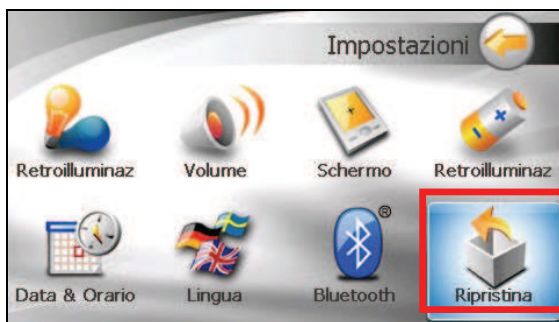 Impostazioni
Retroilluminaz Volume Schermo Retroilluminaz
Data & Orario Lingua Bluetooth ® Ripristina